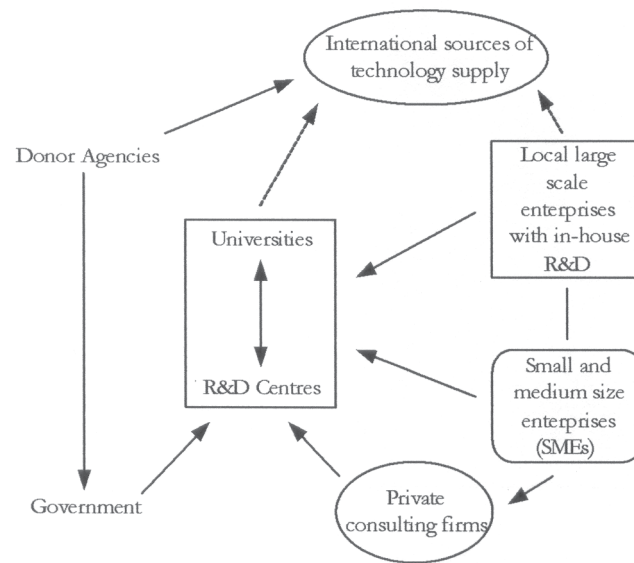 International sources of
technology supply
Donor Agencies
Local large
scale
enterprises
with in-house
R&D
Universities
R&D Centres
Small and
medium size
enterprises
(SMEs)
Government
Private
consulting firms